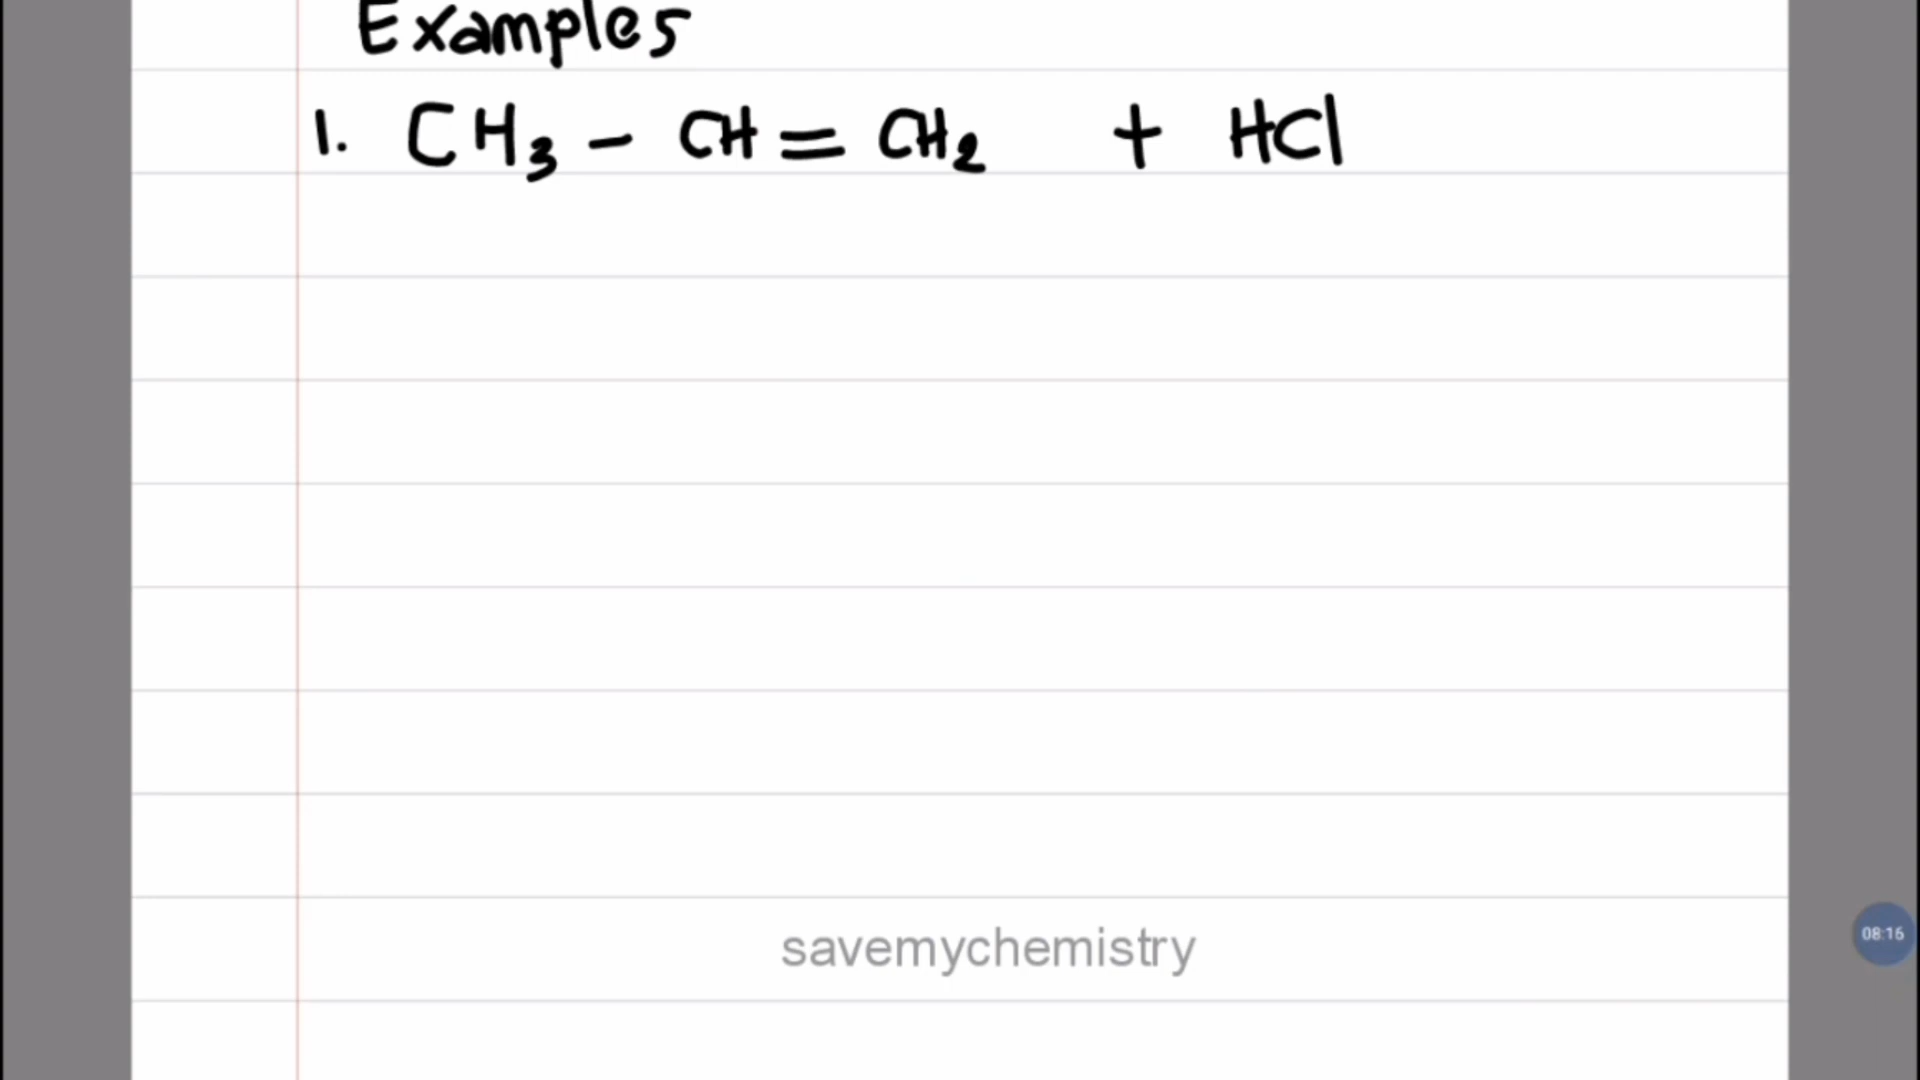 Examples
1. CH₃ - CH = CH₂ + HCl
savemychemistry
08:16